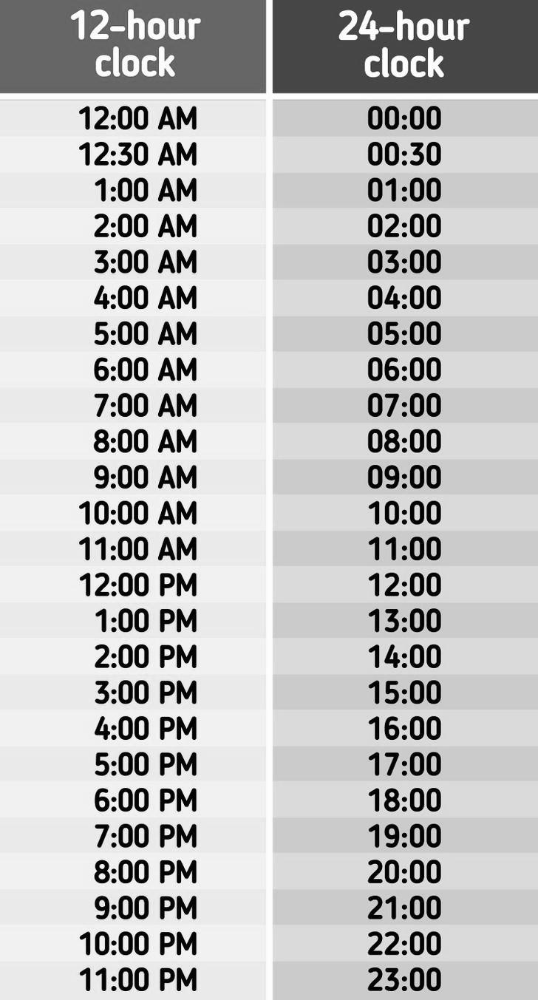 12-hour clock 24-hour clock
12:00 AM 00:00
12:30 AM 00:30
1:00 AM 01:00
2:00 AM 02:00
3:00 AM 03:00
4:00 AM 04:00
5:00 AM 05:00
6:00 AM 06:00
7:00 AM 07:00
8:00 AM 08:00
9:00 AM 09:00
10:00 AM 10:00
11:00 AM 11:00
12:00 PM 12:00
1:00 PM 13:00
2:00 PM 14:00
3:00 PM 15:00
4:00 PM 16:00
5:00 PM 17:00
6:00 PM 18:00
7:00 PM 19:00
8:00 PM 20:00
9:00 PM 21:00
10:00 PM 22:00
11:00 PM 23:00